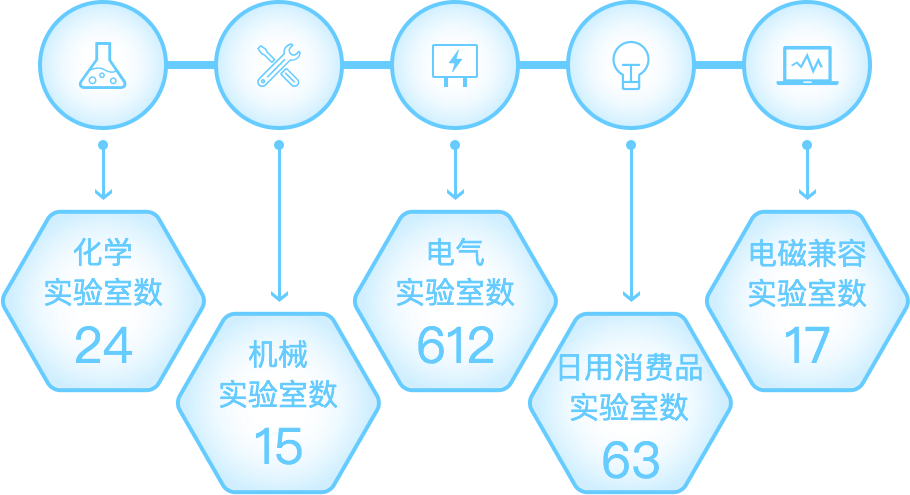 化学
实验室数
24
机械
实验室数
15
电气
实验室数
612
日用消费品
实验室数
63
电磁兼容
实验室数
17